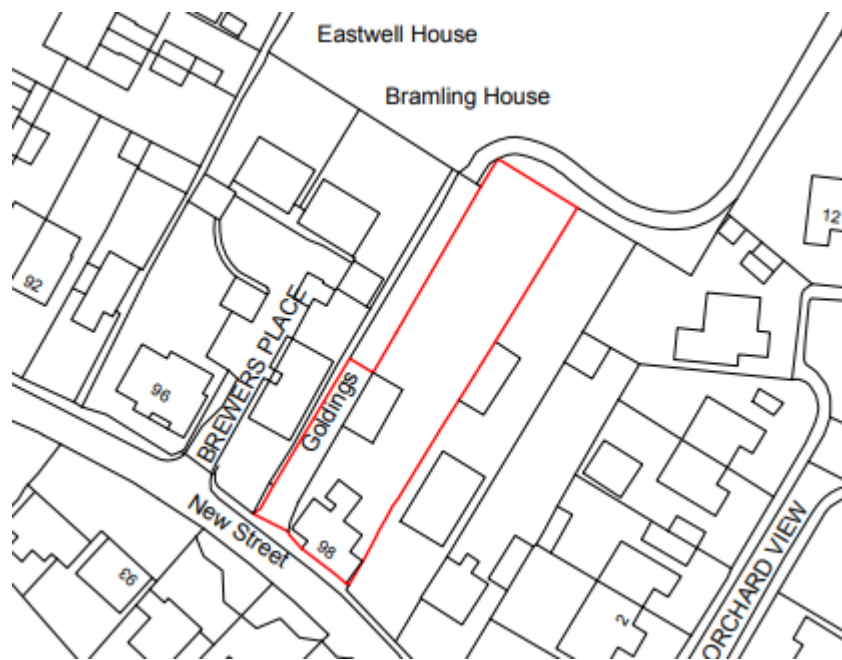 Eastwell House
Bramling House
12
92
BREWERS PLACE
96
Goldings
New Street
98
93
2
ORCHARD VIEW